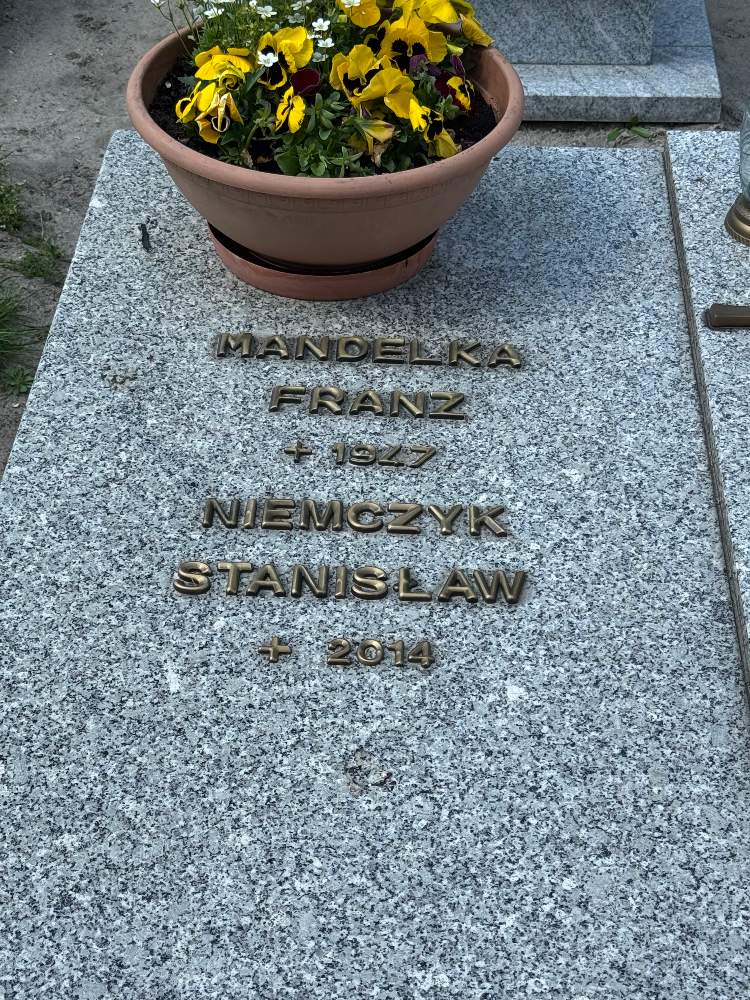 MANDELKA
FRANZ
+ 1947
NIEMCZYK
STANISŁAW
+ 2014